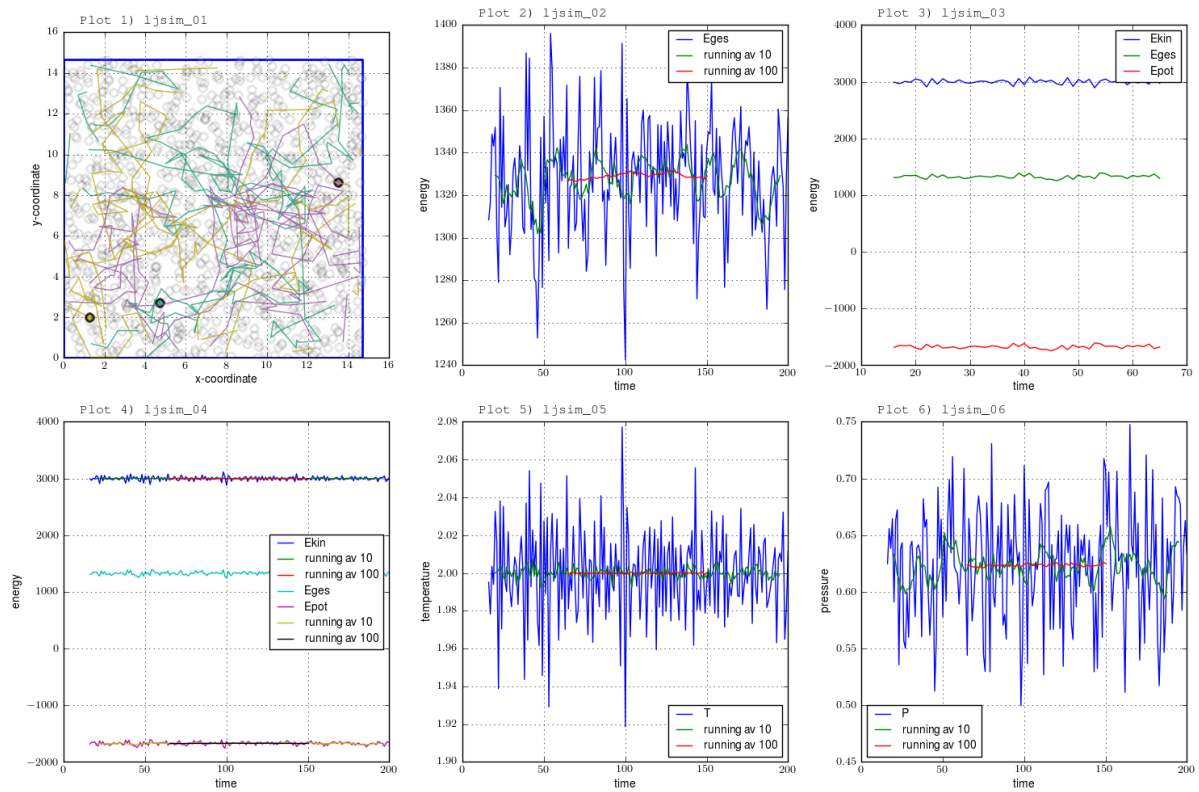 Plot 1) ljsim_01
16
14
12
10
8
6
4
2
0
y-coordinate
0 2 4 6 8 10 12 14 16
x-coordinate
Plot 2) ljsim_02
1400
1380
1360
1340
1320
1300
1280
1260
1240
energy
Eges
running av 10
running av 100
0 50 100 150 200
time
Plot 3) ljsim_03
4000
3000
2000
1000
0
−1000
−2000
energy
Ekin
Eges
Epot
10 20 30 40 50 60 70
time
Plot 4) ljsim_04
4000
3000
2000
1000
0
−1000
−2000
energy
Ekin
running av 10
running av 100
Eges
Epot
running av 10
running av 100
0 50 100 150 200
time
Plot 5) ljsim_05
2.08
2.06
2.04
2.02
2.00
1.98
1.96
1.94
1.92
1.90
temperature
T
running av 10
running av 100
0 50 100 150 200
time
Plot 6) ljsim_06
0.75
0.70
0.65
0.60
0.55
0.50
0.45
pressure
P
running av 10
running av 100
0 50 100 150 200
time